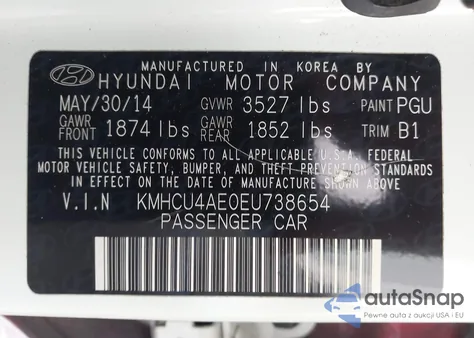 MANUFACTURED IN KOREA BY
HYUNDAI MOTOR COMPANY
MAY/30/14 GVWR 3527 lbs PAINT PGU
GAWR FRONT 1874 lbs GAWR REAR 1852 lbs TRIM B1
THIS VEHICLE CONFORMS TO ALL APPLICABLE U.S.A. FEDERAL
MOTOR VEHICLE SAFETY, BUMPER, AND THEFT PREVENTION STANDARDS
IN EFFECT ON THE DATE OF MANUFACTURE SHOWN ABOVE.
V.I.N KMHCU4AE0EU738654
PASSENGER CAR
autoSnap
Pewne auta z aukcji USA i EU